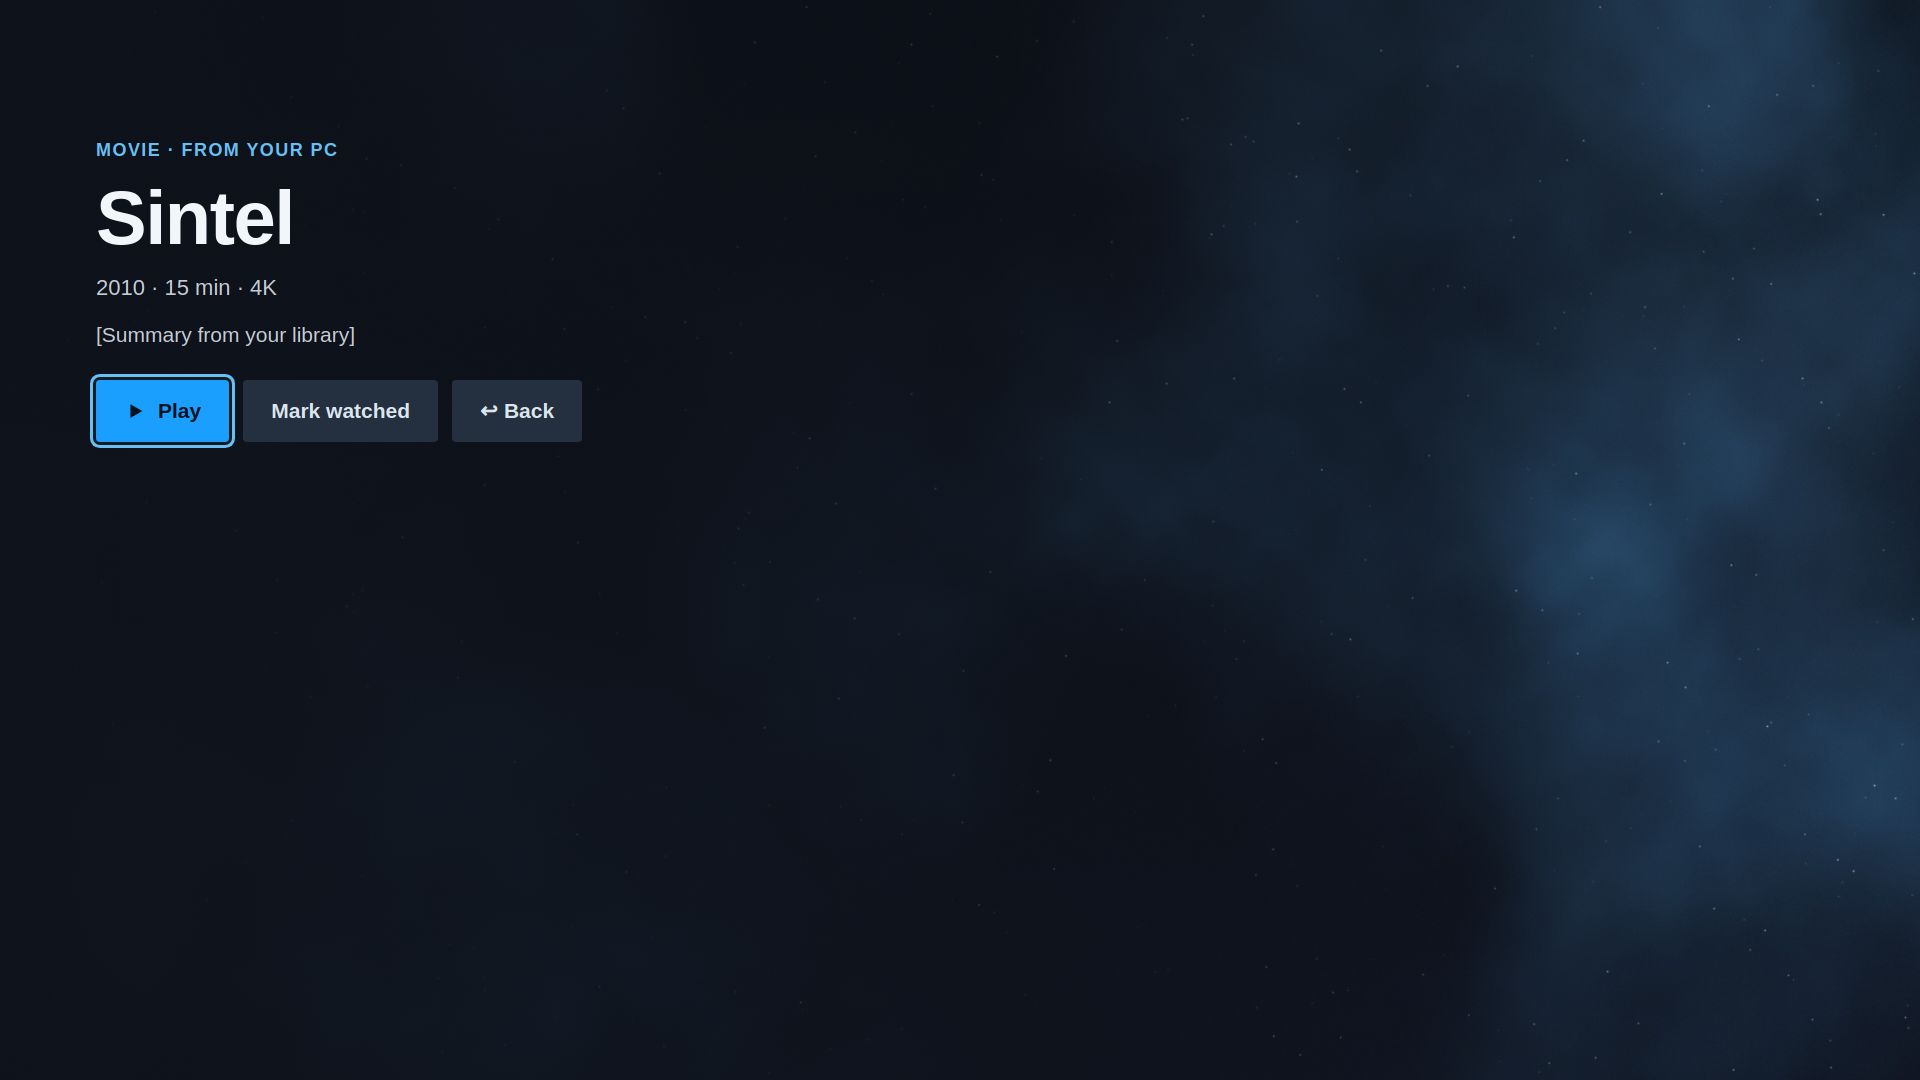 MOVIE · FROM YOUR PC
Sintel
2010 · 15 min · 4K
[Summary from your library]
▶ Play
Mark watched
↩ Back